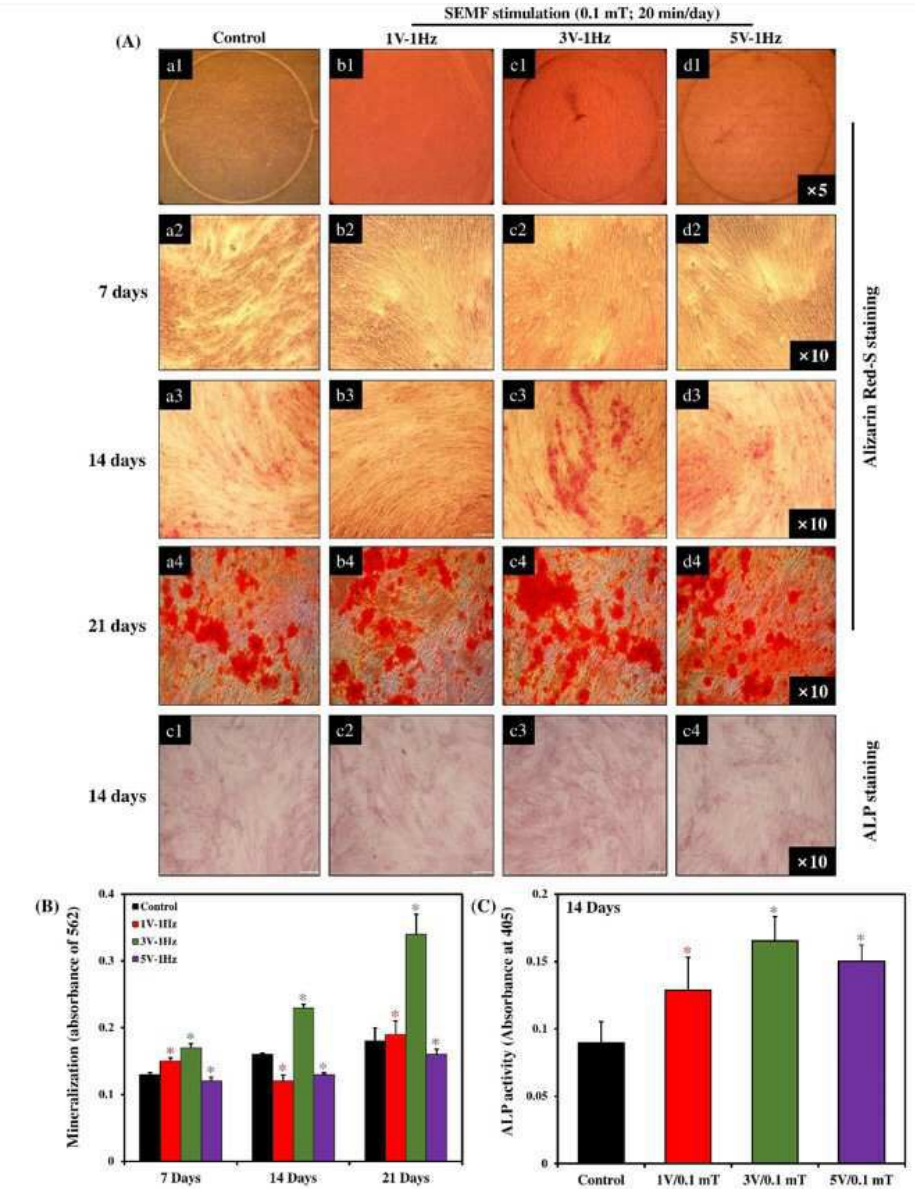 SEMF stimulation (0.1 mT; 20 min/day)
(A)
Control
1V-1Hz
3V-1Hz
5V-1Hz
a1
b1
c1
d1
×5
7 days
a2
b2
c2
d2
×10
14 days
a3
b3
c3
d3
×10
21 days
a4
b4
c4
d4
×10
Alizarin Red-S staining
14 days
c1
c2
c3
c4
×10
ALP staining
(B)
Mineralization (absorbance of 562)
0.4
0.3
0.2
0.1
0
Control
1V-1Hz
3V-1Hz
5V-1Hz
*
*
*
*
*
*
*
*
*
7 Days
14 Days
21 Days
(C)
ALP activity (Absorbance at 405)
0.2
0.15
0.1
0.05
0
14 Days
*
*
*
Control
1V/0.1 mT
3V/0.1 mT
5V/0.1 mT